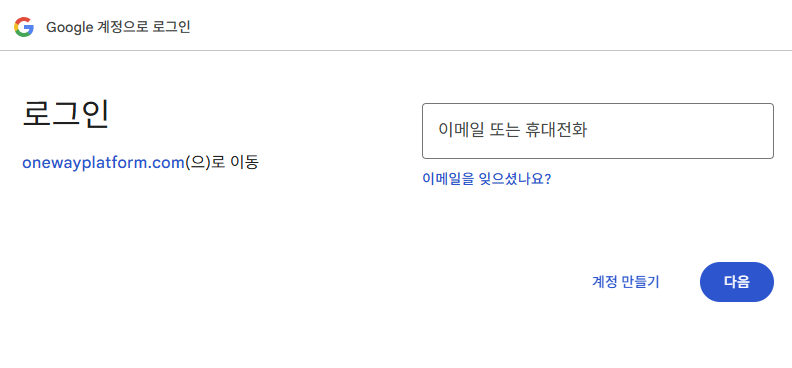 Google 계정으로 로그인
로그인
onewayplatform.com(으)로 이동
이메일 또는 휴대전화
이메일을 잊으셨나요?
계정 만들기
다음